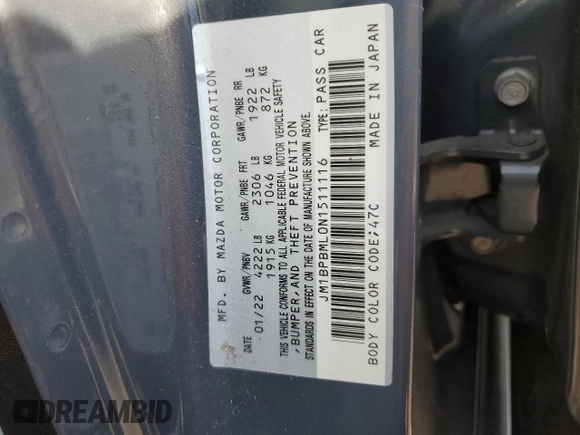 MFD. BY MAZDA MOTOR CORPORATION
DATE GVWR/PNBV GAWR/PNBE FRT GAWR/PNBE RR
01/22 4222 LB 2306 LB 1922 LB
1915 KG 1046 KG 872 KG
THIS VEHICLE CONFORMS TO ALL APPLICABLE FEDERAL MOTOR VEHICLE SAFETY
,BUMPER,AND THEFT PREVENTION
STANDARDS IN EFFECT ON THE DATE OF MANUFACTURE SHOWN ABOVE.
JM1BPBML0N1511116 TYPE: PASS CAR
BODY COLOR CODE:47C MADE IN JAPAN
DREAMBID